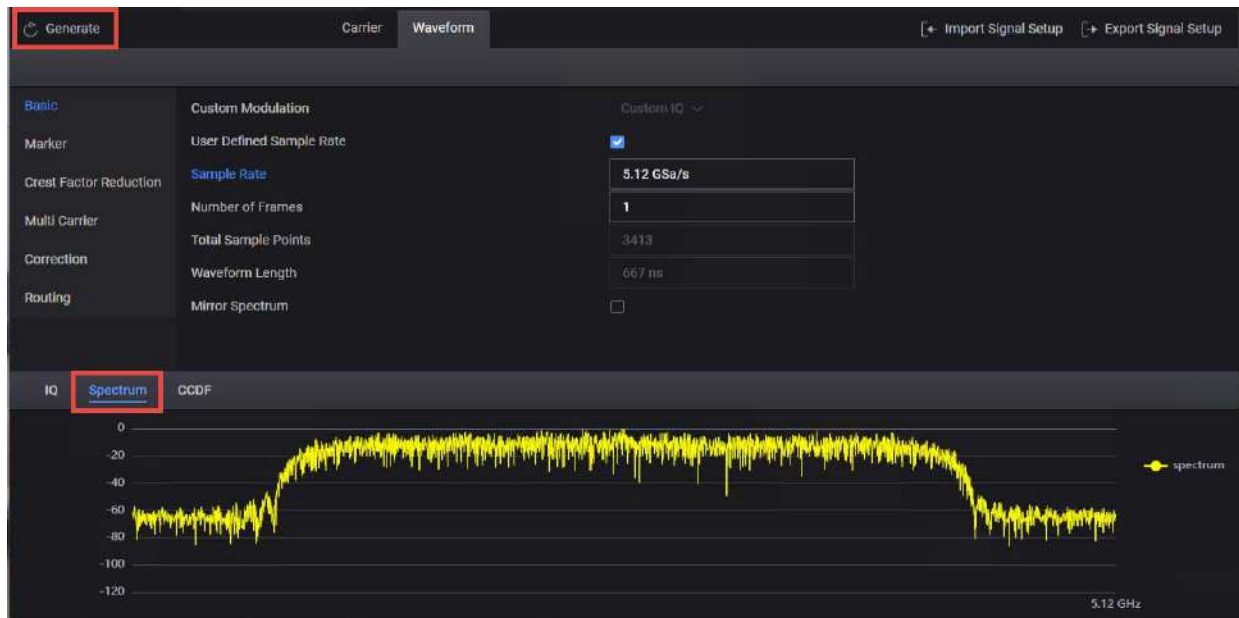 Generate Carrier Waveform Import Signal Setup Export Signal Setup
Basic
Marker
Crest Factor Reduction
Multi Carrier
Correction
Routing
Custom Modulation Custom IQ
User Defined Sample Rate
Sample Rate 5.12 GSa/s
Number of Frames 1
Total Sample Points 3413
Waveform Length 667 ns
Mirror Spectrum
IQ Spectrum CCDF
0
-20
-40
-60
-80
-100
-120
spectrum
5.12 GHz